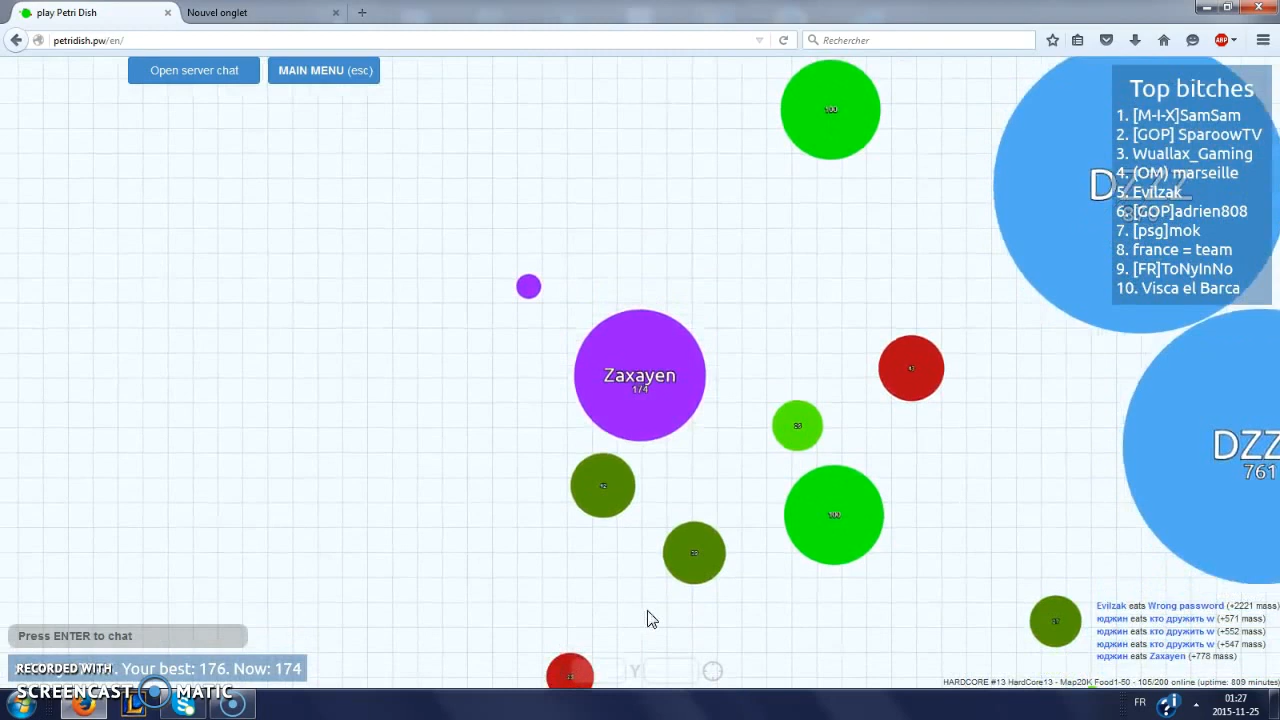 play Petri Dish
Nouvel onglet
petridish.pw/en/
Rechercher
ABP
Open server chat
MAIN MENU (esc)
Top bitches
1. [M-I-X]SamSam
2. [GOP] SparoowTV
3. Wuallax_Gaming
4. (OM) marseille
5. Evilzak
6. [GOP]adrien808
7. [psg]mok
8. france = team
9. [FR]ToNyInNo
10. Visca el Barca
100
DZZZ
Zaxayen
174
42
100
DZZ
761
Evilzak eats Wrong password (+2221 mass)
юджин eats кто дружить w (+571 mass)
юджин eats кто дружить w (+552 mass)
юджин eats кто дружить w (+547 mass)
юджин eats Zaxayen (+778 mass)
Press ENTER to chat
Your best: 176. Now: 174
Y
HARDCORE #13 HardCore13 - Map20K Food1-50 - 105/200 online (uptime: 809 minutes)
RECORDED WITH
SCREENCAST MATIC
FR
01:27
2015-11-25